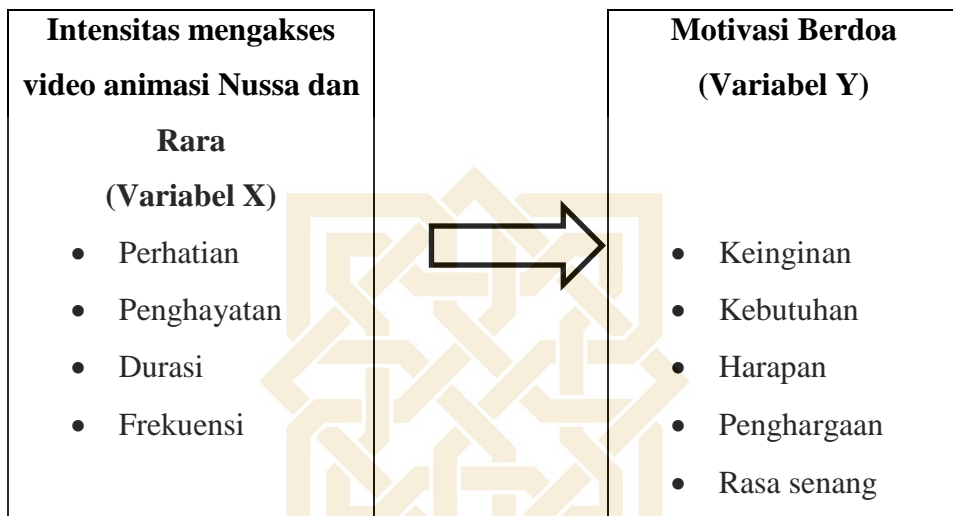 Intensitas mengakses
video animasi Nussa dan
Rara
(Variabel X)
• Perhatian
• Penghayatan
• Durasi
• Frekuensi
Motivasi Berdoa
(Variabel Y)
• Keinginan
• Kebutuhan
• Harapan
• Penghargaan
• Rasa senang